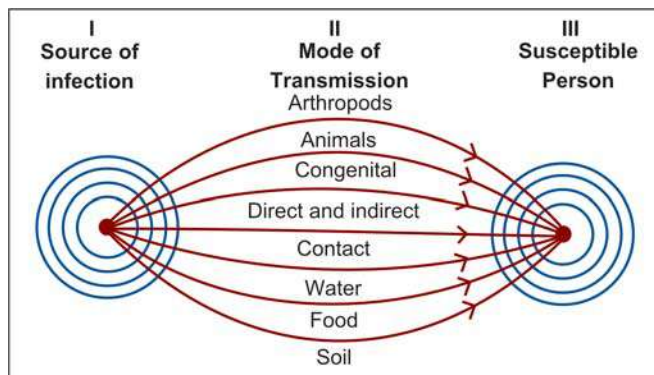 I
Source of
infection
II
Mode of
Transmission
III
Susceptible
Person
Arthropods
Animals
Congenital
Direct and indirect
Contact
Water
Food
Soil